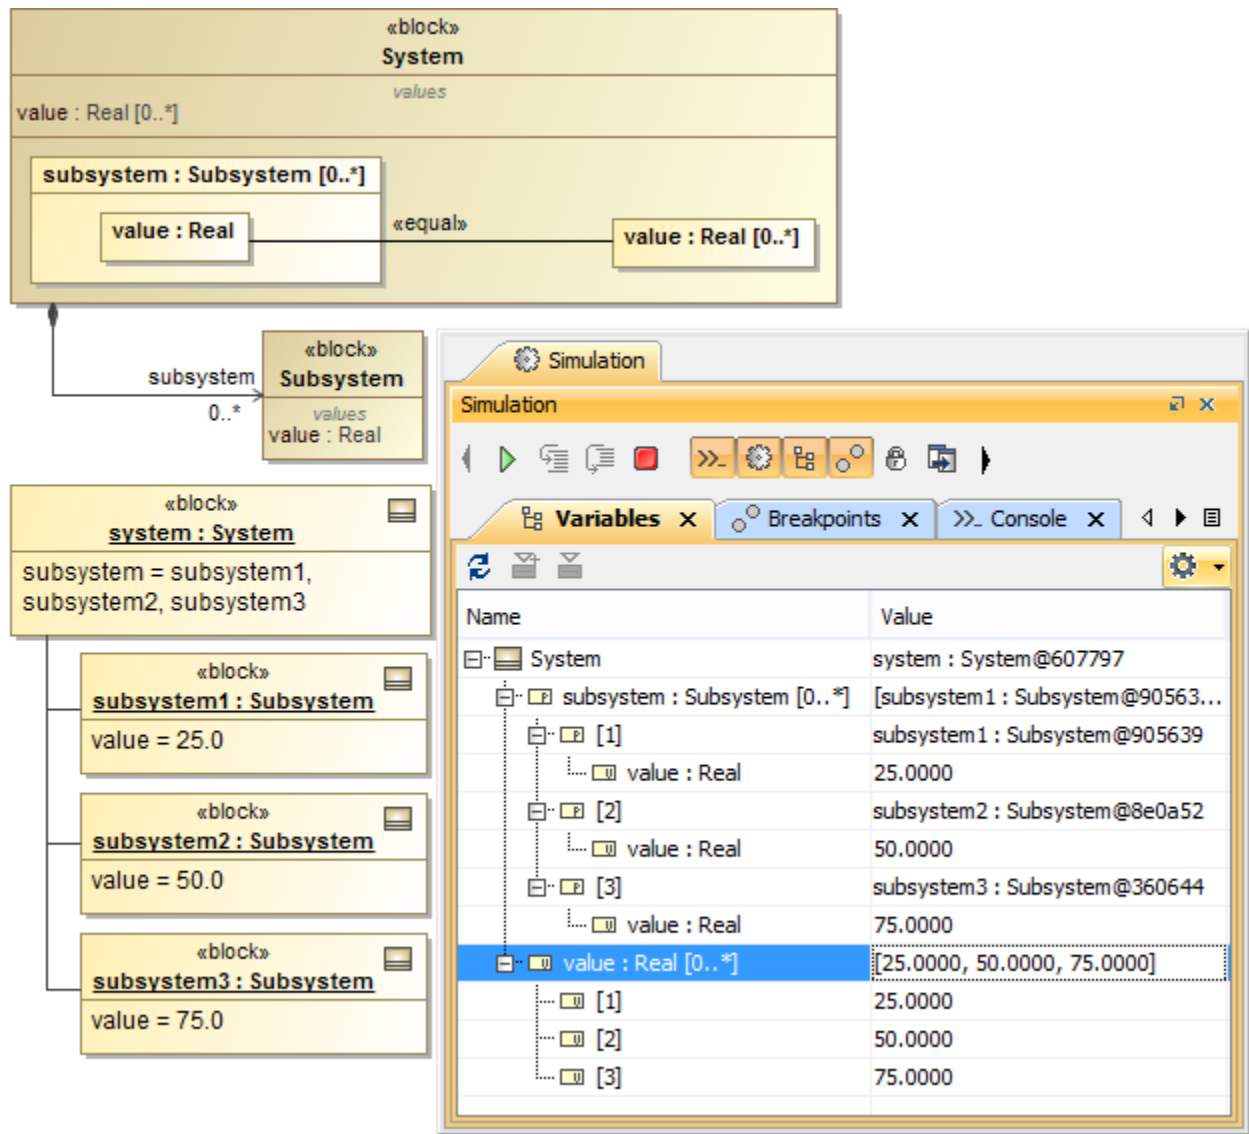 «block»
System
values
value : Real [0..*]
subsystem : Subsystem [0..*]
value : Real
«equal»
value : Real [0..*]
subsystem
0..*
«block»
Subsystem
values
value : Real
«block»
system : System
subsystem = subsystem1,
subsystem2, subsystem3
«block»
subsystem1 : Subsystem
value = 25.0
«block»
subsystem2 : Subsystem
value = 50.0
«block»
subsystem3 : Subsystem
value = 75.0
Simulation
Simulation
Variables Breakpoints Console
Name Value
System system : System@607797
subsystem : Subsystem [0..*] [subsystem1 : Subsystem@90563...
[1] subsystem1 : Subsystem@905639
value : Real 25.0000
[2] subsystem2 : Subsystem@8e0a52
value : Real 50.0000
[3] subsystem3 : Subsystem@360644
value : Real 75.0000
value : Real [0..*] [25.0000, 50.0000, 75.0000]
[1] 25.0000
[2] 50.0000
[3] 75.0000